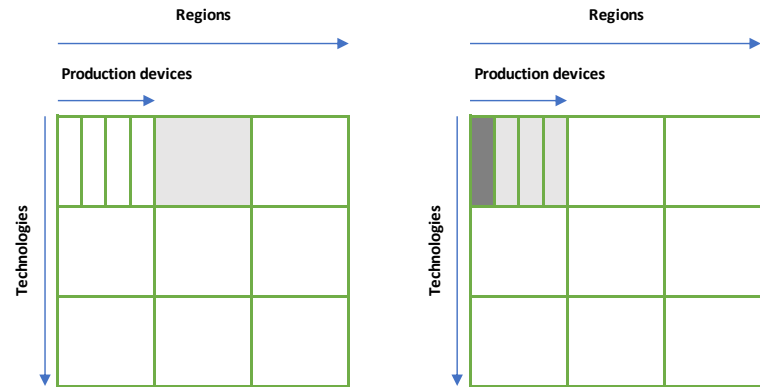 Regions
Production devices
Technologies
Regions
Production devices
Technologies